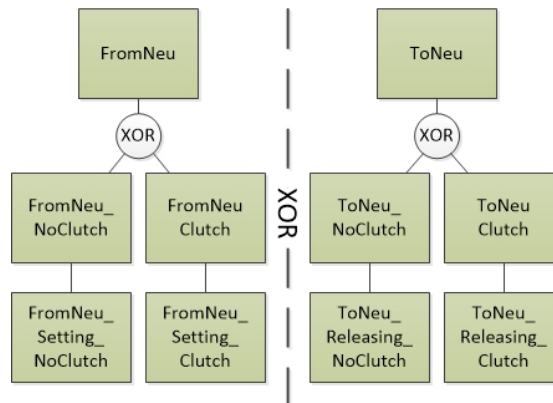 FromNeu
XOR
FromNeu_
NoClutch
FromNeu
Clutch
FromNeu_
Setting_
NoClutch
FromNeu_
Setting_
Clutch
XOR
ToNeu
XOR
ToNeu_
NoClutch
ToNeu
Clutch
ToNeu_
Releasing_
NoClutch
ToNeu_
Releasing_
Clutch